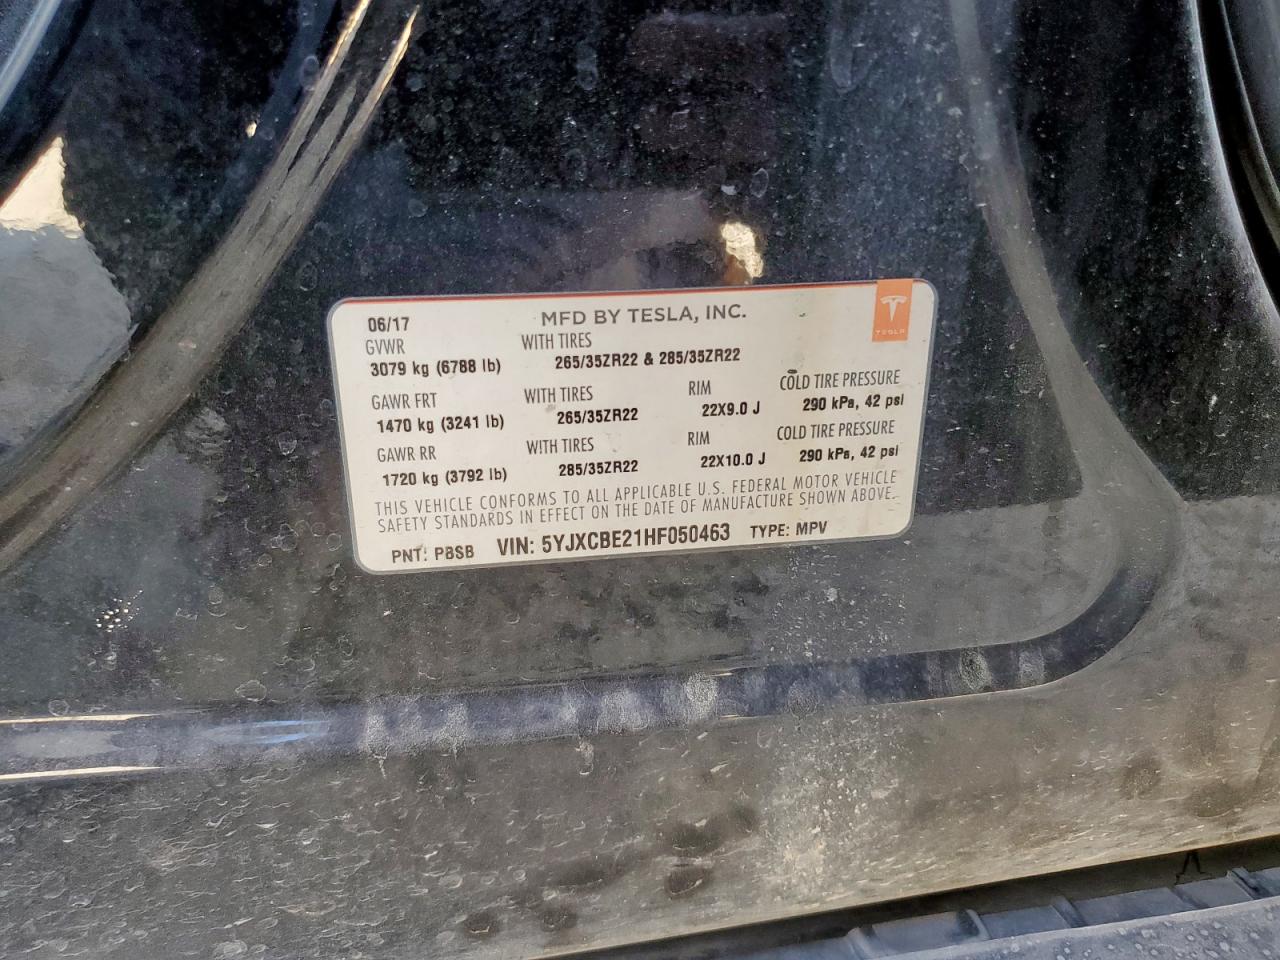 06/17 MFD BY TESLA, INC. TESLA
GVWR WITH TIRES
3079 kg (6788 lb) 265/35ZR22 & 285/35ZR22
GAWR FRT WITH TIRES RIM COLD TIRE PRESSURE
1470 kg (3241 lb) 265/35ZR22 22X9.0 J 290 kPa, 42 psi
GAWR RR WITH TIRES RIM COLD TIRE PRESSURE
1720 kg (3792 lb) 285/35ZR22 22X10.0 J 290 kPa, 42 psi
THIS VEHICLE CONFORMS TO ALL APPLICABLE U.S. FEDERAL MOTOR VEHICLE
SAFETY STANDARDS IN EFFECT ON THE DATE OF MANUFACTURE SHOWN ABOVE.
PNT: PBSB VIN: 5YJXCBE21HF050463 TYPE: MPV